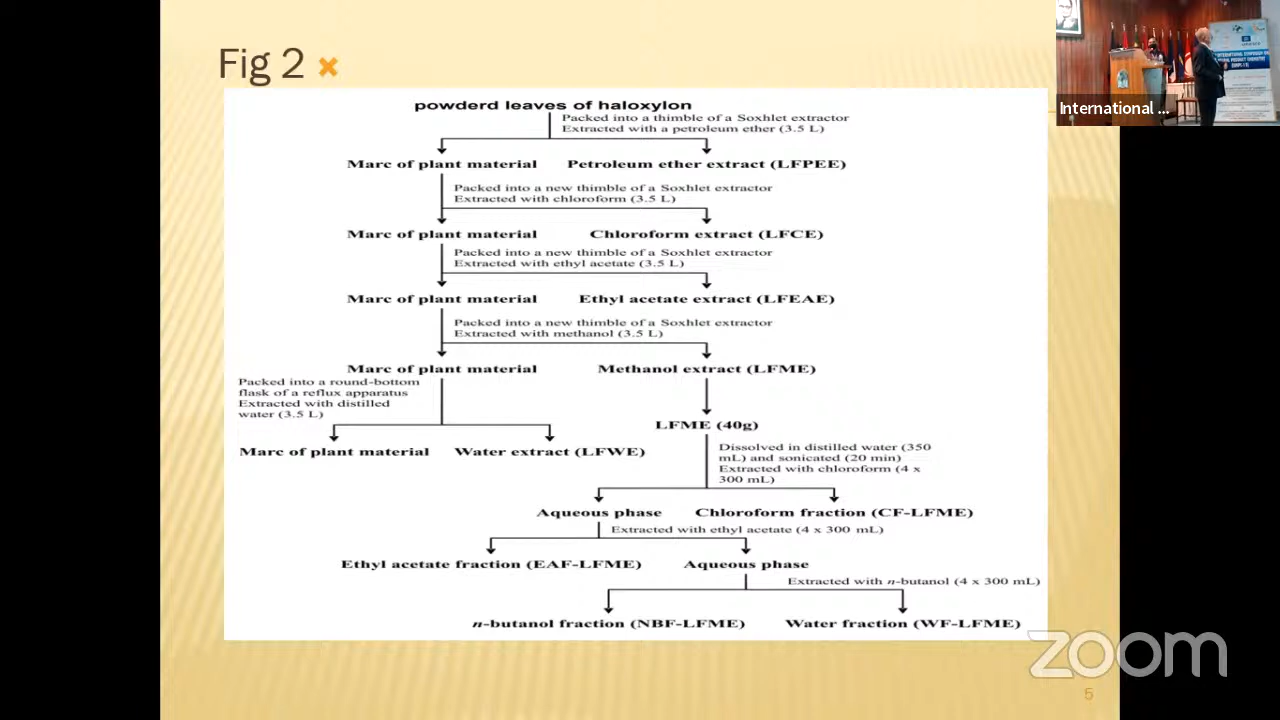 Fig 2
powderd leaves of haloxylon
Packed into a thimble of a Soxhlet extractor
Extracted with a petroleum ether (3.5 L)
Marc of plant material
Petroleum ether extract (LFPEE)
Packed into a new thimble of a Soxhlet extractor
Extracted with chloroform (3.5 L)
Marc of plant material
Chloroform extract (LFCE)
Packed into a new thimble of a Soxhlet extractor
Extracted with ethyl acetate (3.5 L)
Marc of plant material
Ethyl acetate extract (LFEAE)
Packed into a new thimble of a Soxhlet extractor
Extracted with methanol (3.5 L)
Marc of plant material
Methanol extract (LFME)
Packed into a round-bottom
flask of a reflux apparatus
Extracted with distilled
water (3.5 L)
LFME (40g)
Marc of plant material
Water extract (LFWE)
Dissolved in distilled water (350
mL) and sonicated (20 min)
Extracted with chloroform (4 x
300 mL)
Aqueous phase
Chloroform fraction (CF-LFME)
Extracted with ethyl acetate (4 x 300 mL)
Ethyl acetate fraction (EAF-LFME)
Aqueous phase
Extracted with n-butanol (4 x 300 mL)
n-butanol fraction (NBF-LFME)
Water fraction (WF-LFME)
5
International ...
INTERNATIONAL SYMPOSIUM ON
zoom